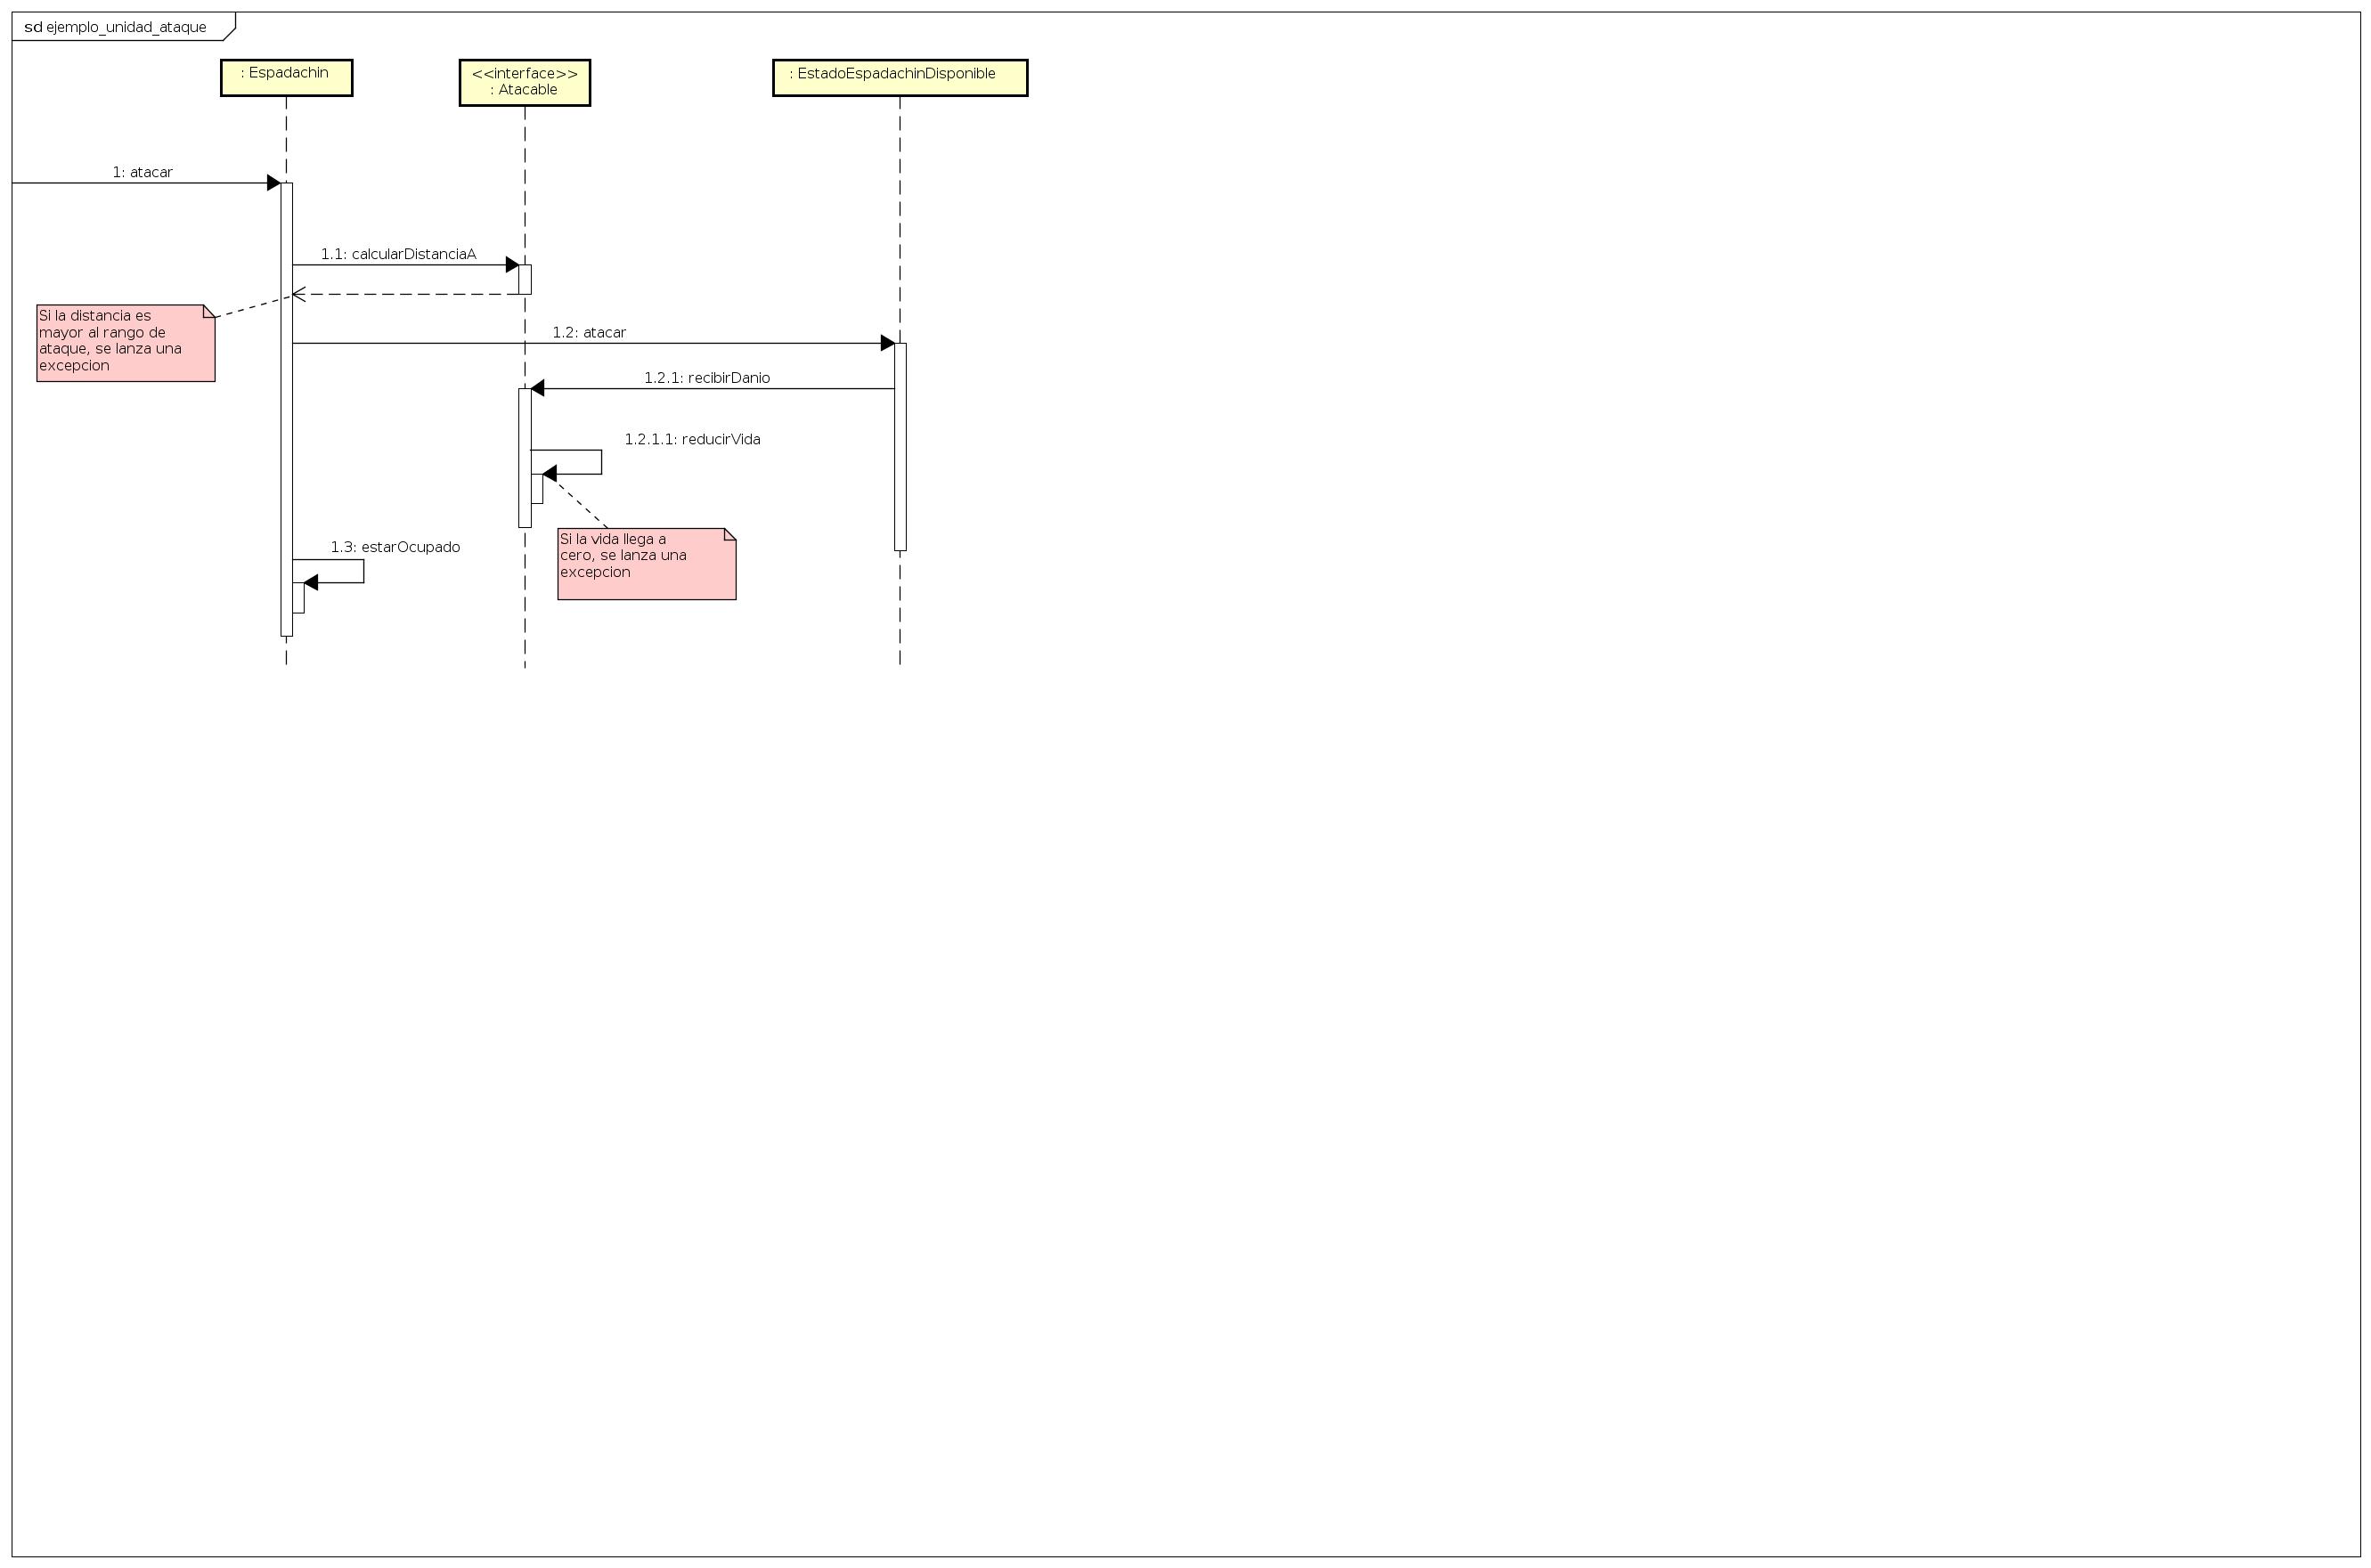 sd ejemplo_unidad_ataque
: Espadachin
<<interface>>
: Atacable
: EstadoEspadachinDisponible
1: atacar
1.1: calcularDistanciaA
Si la distancia es
mayor al rango de
ataque, se lanza una
excepcion
1.2: atacar
1.2.1: recibirDanio
1.2.1.1: reducirVida
Si la vida llega a
cero, se lanza una
excepcion
1.3: estarOcupado